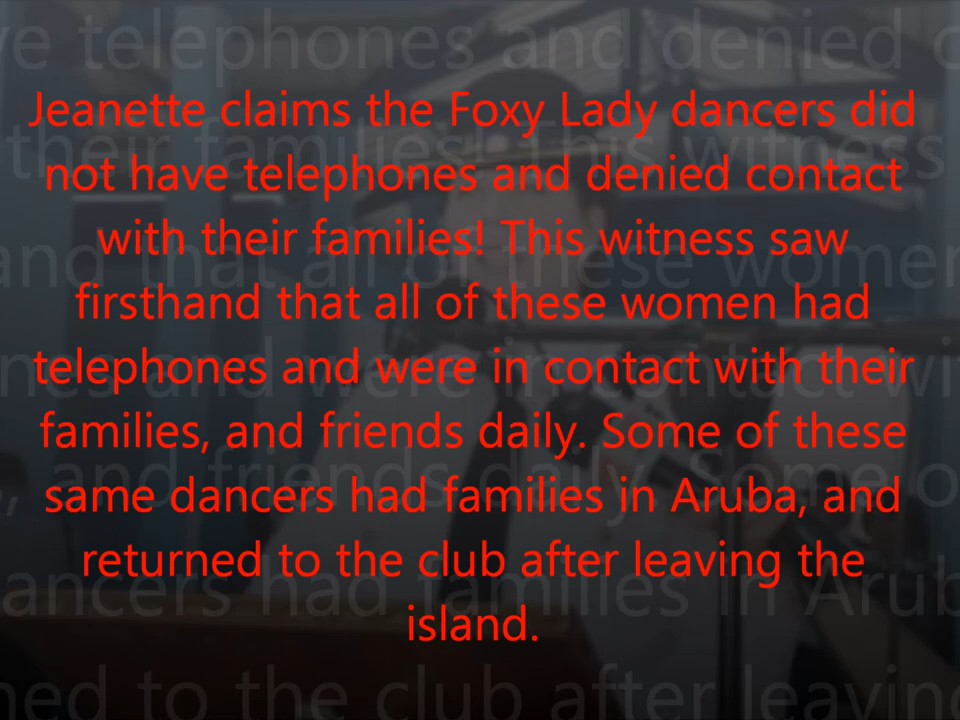 Jeanette claims the Foxy Lady dancers did
not have telephones and denied contact
with their families! This witness saw
firsthand that all of these women had
telephones and were in contact with their
families, and friends daily. Some of these
same dancers had families in Aruba, and
returned to the club after leaving the
island.